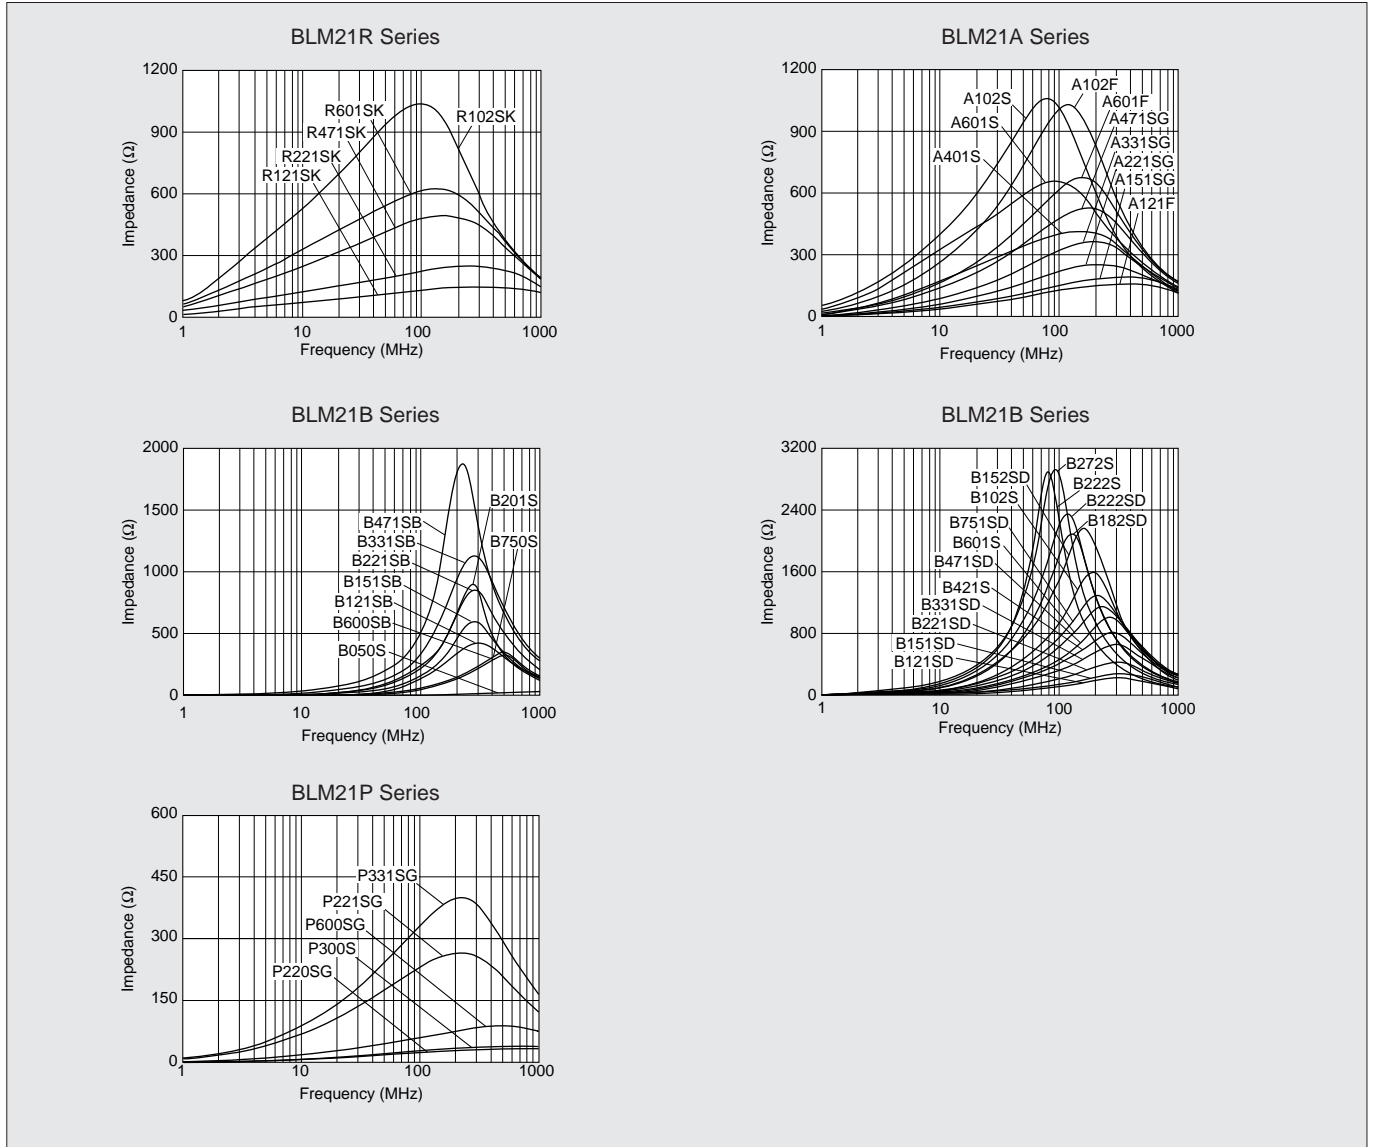 BLM21R Series
1200
900
600
300
0
Impedance (Ω)
R601SK
R471SK
R221SK
R121SK
R102SK
1 10 100 1000
Frequency (MHz)
BLM21A Series
1200
900
600
300
0
Impedance (Ω)
A102S
A601S
A401S
A102F
A601F
A471SG
A331SG
A221SG
A151SG
A121F
1 10 100 1000
Frequency (MHz)
BLM21B Series
2000
1500
1000
500
0
Impedance (Ω)
B471SB
B331SB
B221SB
B151SB
B121SB
B600SB
B050S
B201S
B750S
1 10 100 1000
Frequency (MHz)
BLM21B Series
3200
2400
1600
800
0
Impedance (Ω)
B152SD
B102S
B751SD
B601S
B471SD
B421S
B331SD
B221SD
B151SD
B121SD
B272S
B222S
B222SD
B182SD
1 10 100 1000
Frequency (MHz)
BLM21P Series
600
450
300
150
0
Impedance (Ω)
P331SG
P221SG
P600SG
P300S
P220SG
1 10 100 1000
Frequency (MHz)